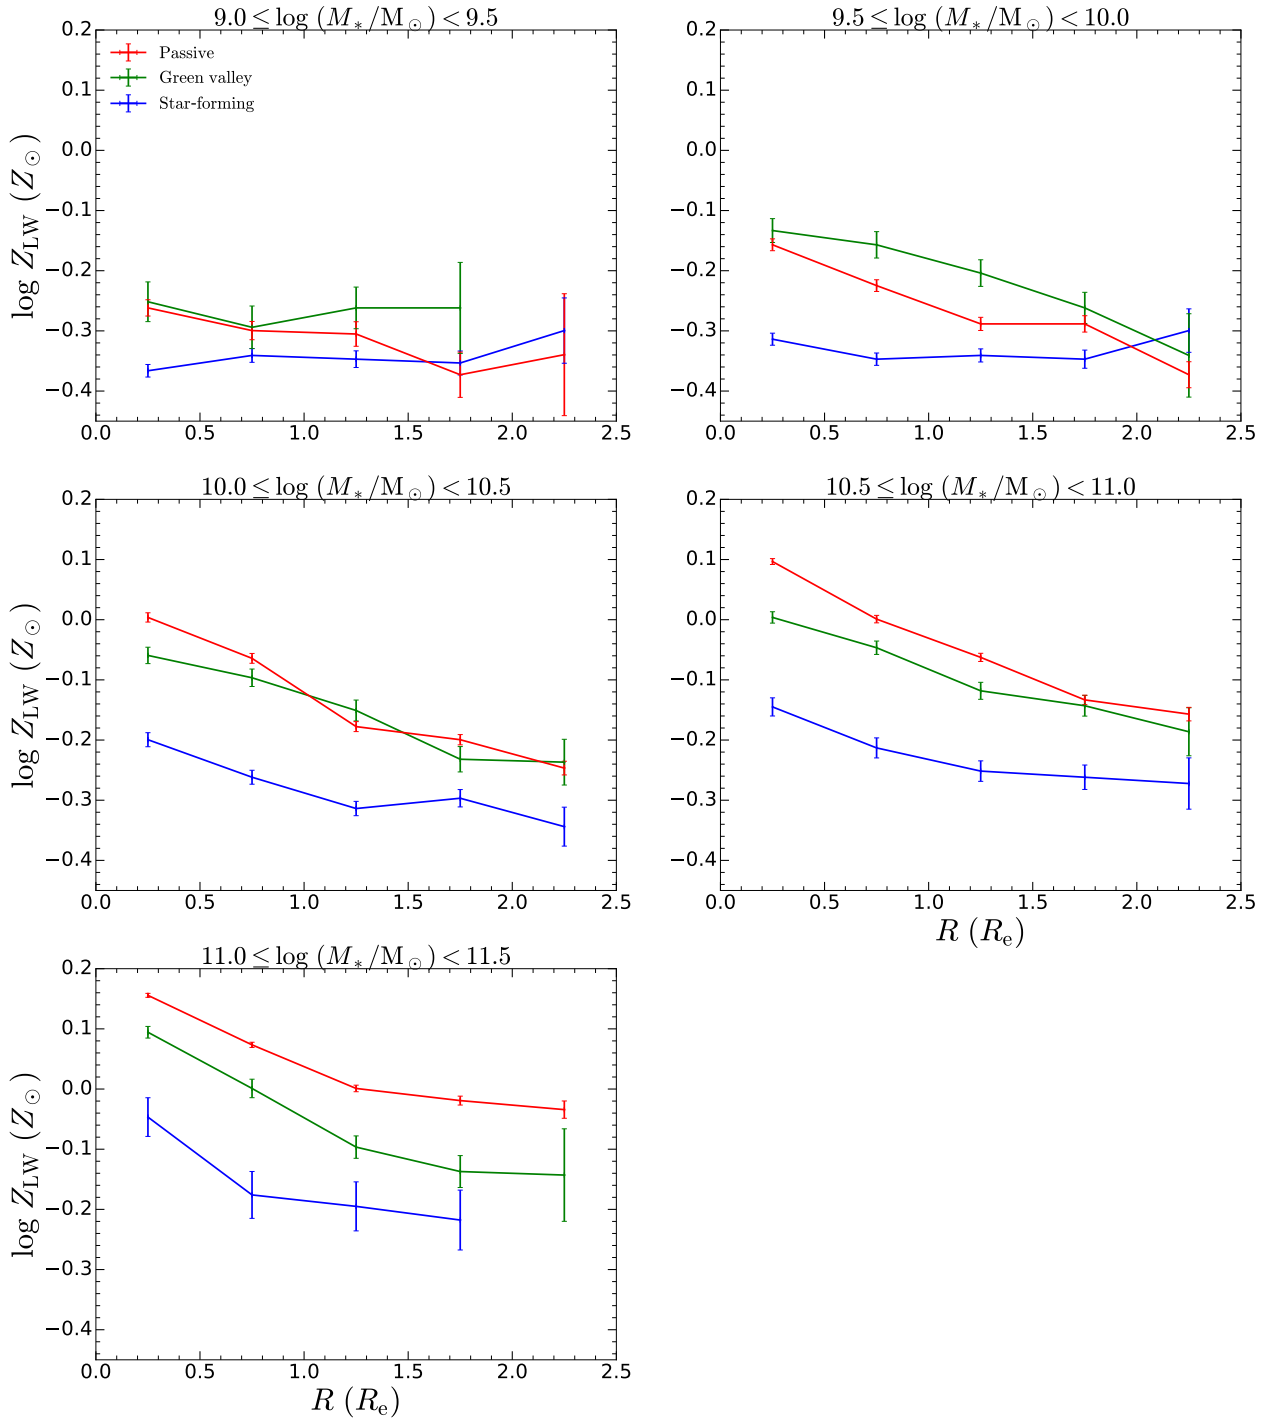 9.0 ≤ log (M*/M⊙) < 9.5
0.2
0.1
0.0
−0.1
−0.2
−0.3
−0.4
log Z_LW (Z⊙)
Passive
Green valley
Star-forming
0.0 0.5 1.0 1.5 2.0 2.5
9.5 ≤ log (M*/M⊙) < 10.0
0.2
0.1
0.0
−0.1
−0.2
−0.3
−0.4
0.0 0.5 1.0 1.5 2.0 2.5
10.0 ≤ log (M*/M⊙) < 10.5
0.2
0.1
0.0
−0.1
−0.2
−0.3
−0.4
log Z_LW (Z⊙)
0.0 0.5 1.0 1.5 2.0 2.5
10.5 ≤ log (M*/M⊙) < 11.0
0.2
0.1
0.0
−0.1
−0.2
−0.3
−0.4
0.0 0.5 1.0 1.5 2.0 2.5
R (R_e)
11.0 ≤ log (M*/M⊙) < 11.5
0.2
0.1
0.0
−0.1
−0.2
−0.3
−0.4
log Z_LW (Z⊙)
0.0 0.5 1.0 1.5 2.0 2.5
R (R_e)